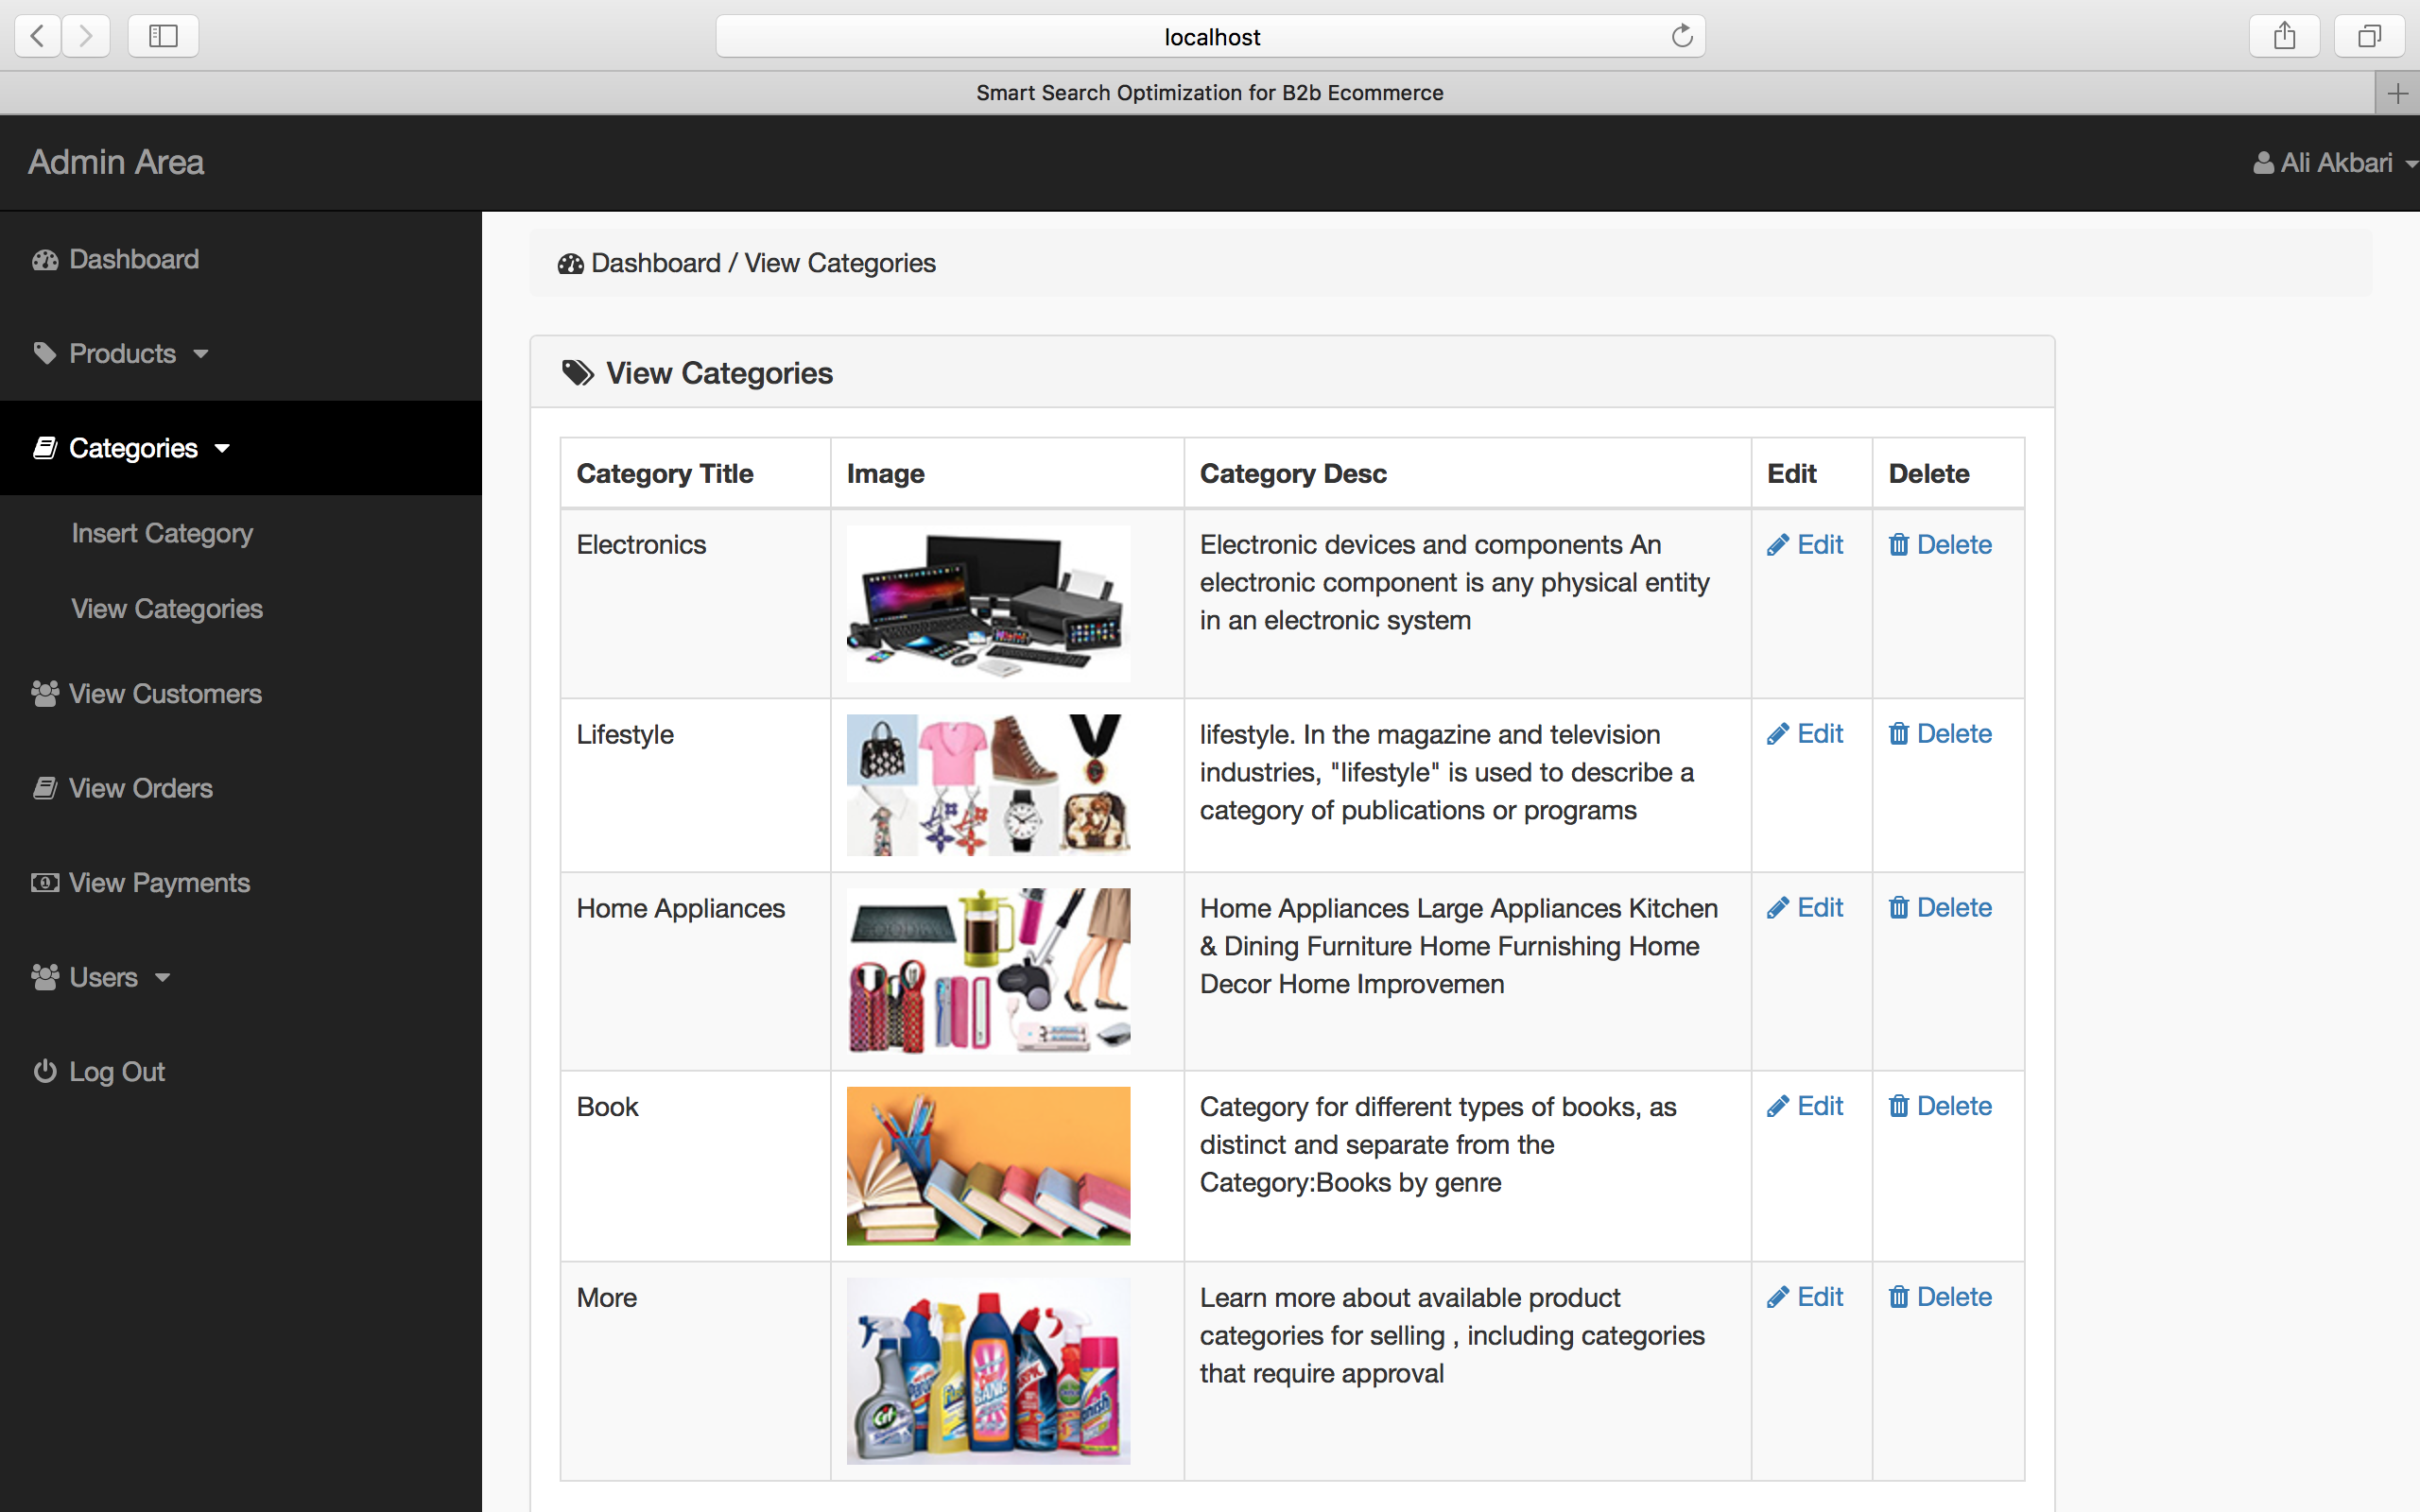 localhost
Smart Search Optimization for B2b Ecommerce
Admin Area
Ali Akbari
Dashboard
Products
Categories
Insert Category
View Categories
View Customers
View Orders
View Payments
Users
Log Out
Dashboard / View Categories
View Categories
Category Title Image Category Desc Edit Delete
Electronics
Electronic devices and components An
electronic component is any physical entity
in an electronic system
Edit
Delete
Lifestyle
lifestyle. In the magazine and television
industries, "lifestyle" is used to describe a
category of publications or programs
Edit
Delete
Home Appliances
Home Appliances Large Appliances Kitchen
& Dining Furniture Home Furnishing Home
Decor Home Improvemen
Edit
Delete
Book
Category for different types of books, as
distinct and separate from the
Category:Books by genre
Edit
Delete
More
Cif
Learn more about available product
categories for selling , including categories
that require approval
Edit
Delete